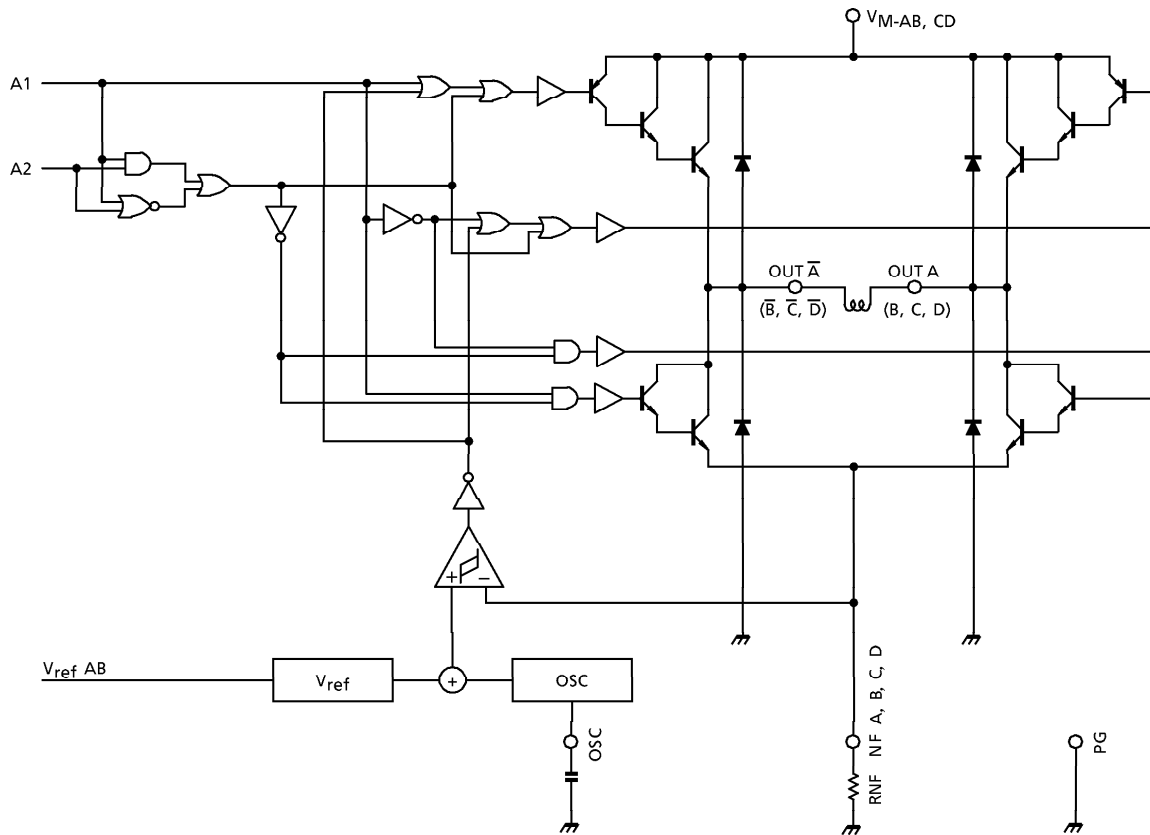 V_M-AB, CD
A1
A2
OUT A̅
OUT A
(B̅, C̅, D̅)
(B, C, D)
+
−
V_ref AB
V_ref
+
OSC
OSC
NF A, B, C, D
RNF
PG